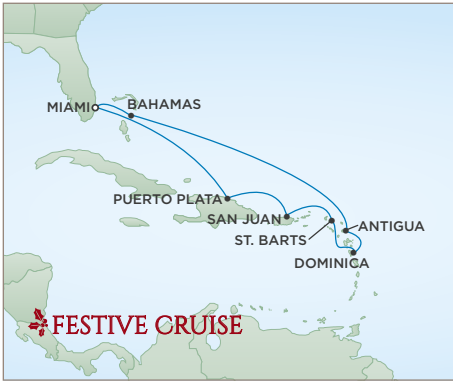 MIAMI
BAHAMAS
PUERTO PLATA
SAN JUAN
ST. BARTS
ANTIGUA
DOMINICA
FESTIVE CRUISE